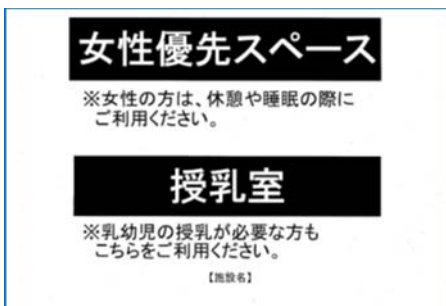 女性優先スペース
※女性の方は、休憩や睡眠の際に
ご利用ください。
授乳室
※乳幼児の授乳が必要な方も
こちらをご利用ください。
【施設名】